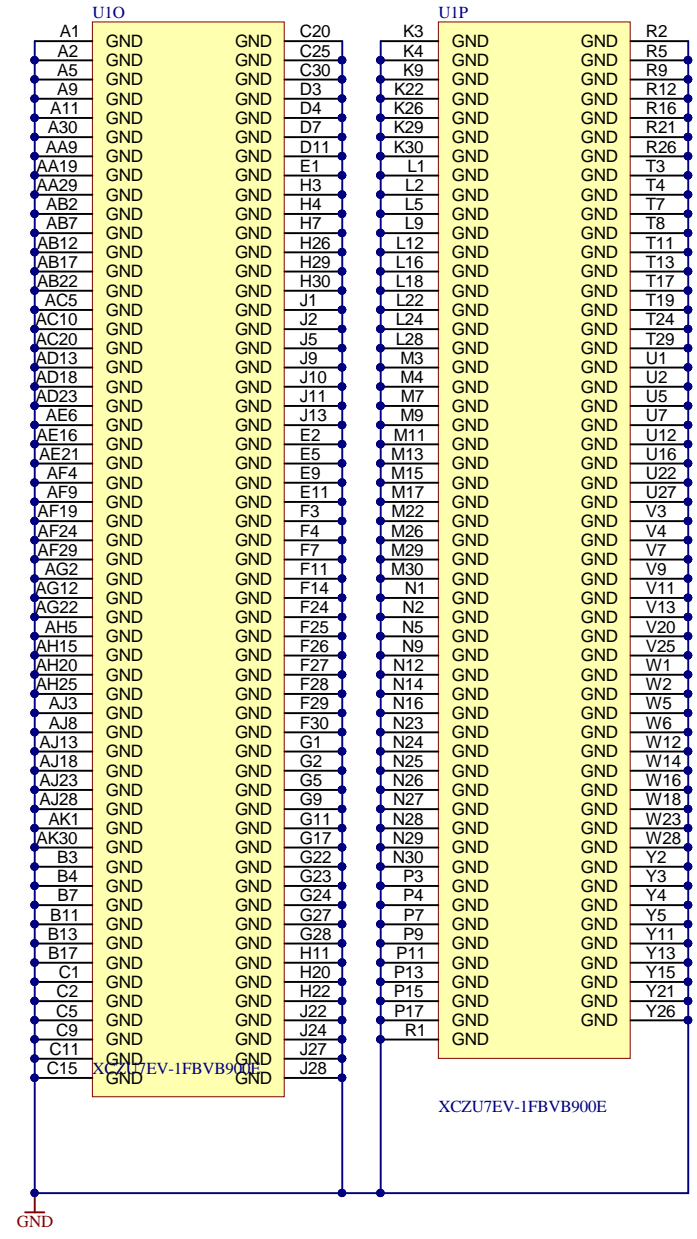 U1O
A1 GND GND C20
A2 GND GND C25
A5 GND GND C30
A9 GND GND D3
A11 GND GND D4
A30 GND GND D7
AA9 GND GND D11
AA19 GND GND E1
AA29 GND GND H3
AB2 GND GND H4
AB7 GND GND H7
AB12 GND GND H26
AB17 GND GND H29
AB22 GND GND H30
AC5 GND GND J1
AC10 GND GND J2
AC20 GND GND J5
AD13 GND GND J9
AD18 GND GND J10
AD23 GND GND J11
AE6 GND GND J13
AE16 GND GND E2
AE21 GND GND E5
AF4 GND GND E9
AF9 GND GND E11
AF19 GND GND F3
AF24 GND GND F4
AF29 GND GND F7
AG2 GND GND F11
AG12 GND GND F14
AG22 GND GND F24
AH5 GND GND F25
AH15 GND GND F26
AH20 GND GND F27
AH25 GND GND F28
AJ3 GND GND F29
AJ8 GND GND F30
AJ13 GND GND G1
AJ18 GND GND G2
AJ23 GND GND G5
AJ28 GND GND G9
AK1 GND GND G11
AK30 GND GND G17
B3 GND GND G22
B4 GND GND G23
B7 GND GND G24
B11 GND GND G27
B13 GND GND G28
B17 GND GND H11
C1 GND GND H20
C2 GND GND H22
C5 GND GND J22
C9 GND GND J24
C11 GND GND J27
C15 GND GND J28
XCZU7EV-1FBVB900E
U1P
K3 GND GND R2
K4 GND GND R5
K9 GND GND R9
K22 GND GND R12
K26 GND GND R16
K29 GND GND R21
K30 GND GND R26
L1 GND GND T3
L2 GND GND T4
L5 GND GND T7
L9 GND GND T8
L12 GND GND T11
L16 GND GND T13
L18 GND GND T17
L22 GND GND T19
L24 GND GND T24
L28 GND GND T29
M3 GND GND U1
M4 GND GND U2
M7 GND GND U5
M9 GND GND U7
M11 GND GND U12
M13 GND GND U16
M15 GND GND U22
M17 GND GND U27
M22 GND GND V3
M26 GND GND V4
M29 GND GND V7
M30 GND GND V9
N1 GND GND V11
N2 GND GND V13
N5 GND GND V20
N9 GND GND V25
N12 GND GND W1
N14 GND GND W2
N16 GND GND W5
N23 GND GND W6
N24 GND GND W12
N25 GND GND W14
N26 GND GND W16
N27 GND GND W18
N28 GND GND W23
N29 GND GND W28
N30 GND GND Y2
P3 GND GND Y3
P4 GND GND Y4
P7 GND GND Y5
P9 GND GND Y11
P11 GND GND Y13
P13 GND GND Y15
P15 GND GND Y21
P17 GND GND Y26
R1 GND
XCZU7EV-1FBVB900E
GND